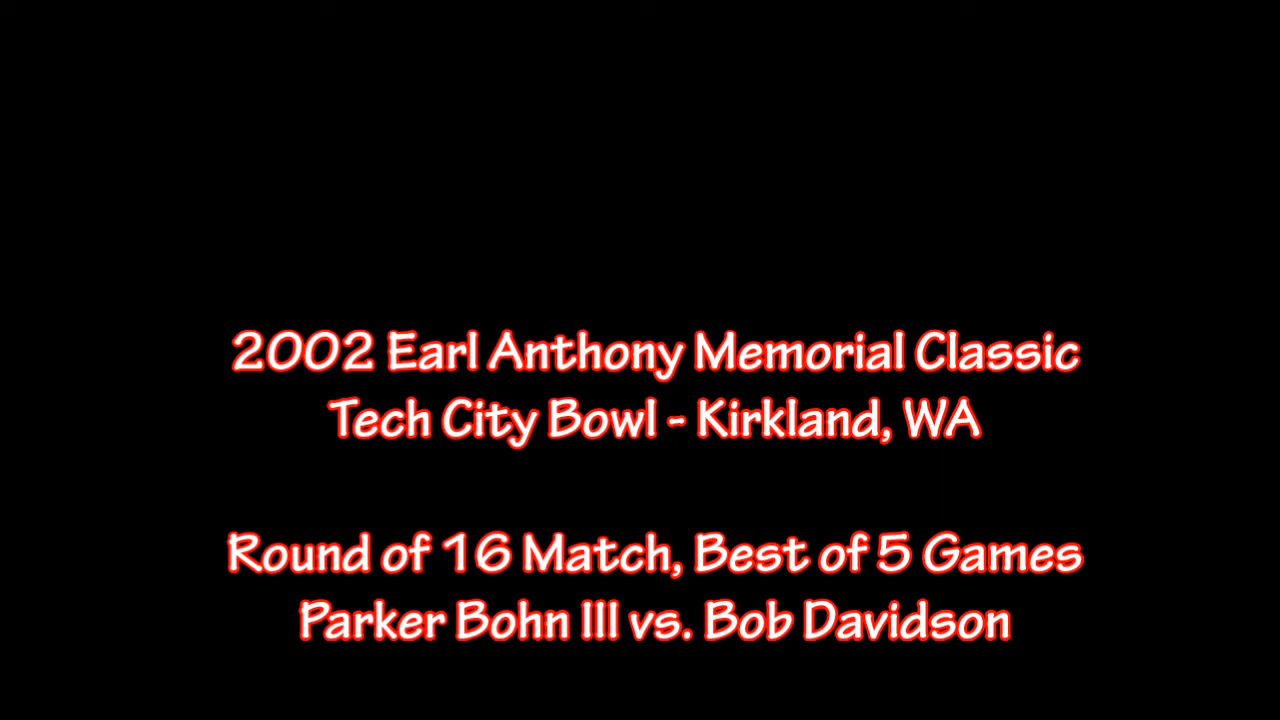 2002 Earl Anthony Memorial Classic
Tech City Bowl - Kirkland, WA
Round of 16 Match, Best of 5 Games
Parker Bohn III vs. Bob Davidson